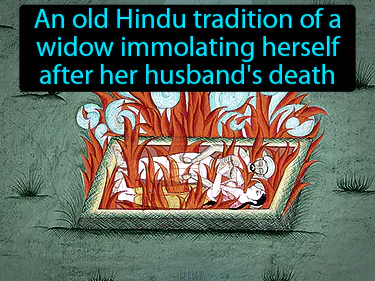 An old Hindu tradition of a
widow immolating herself
after her husband's death